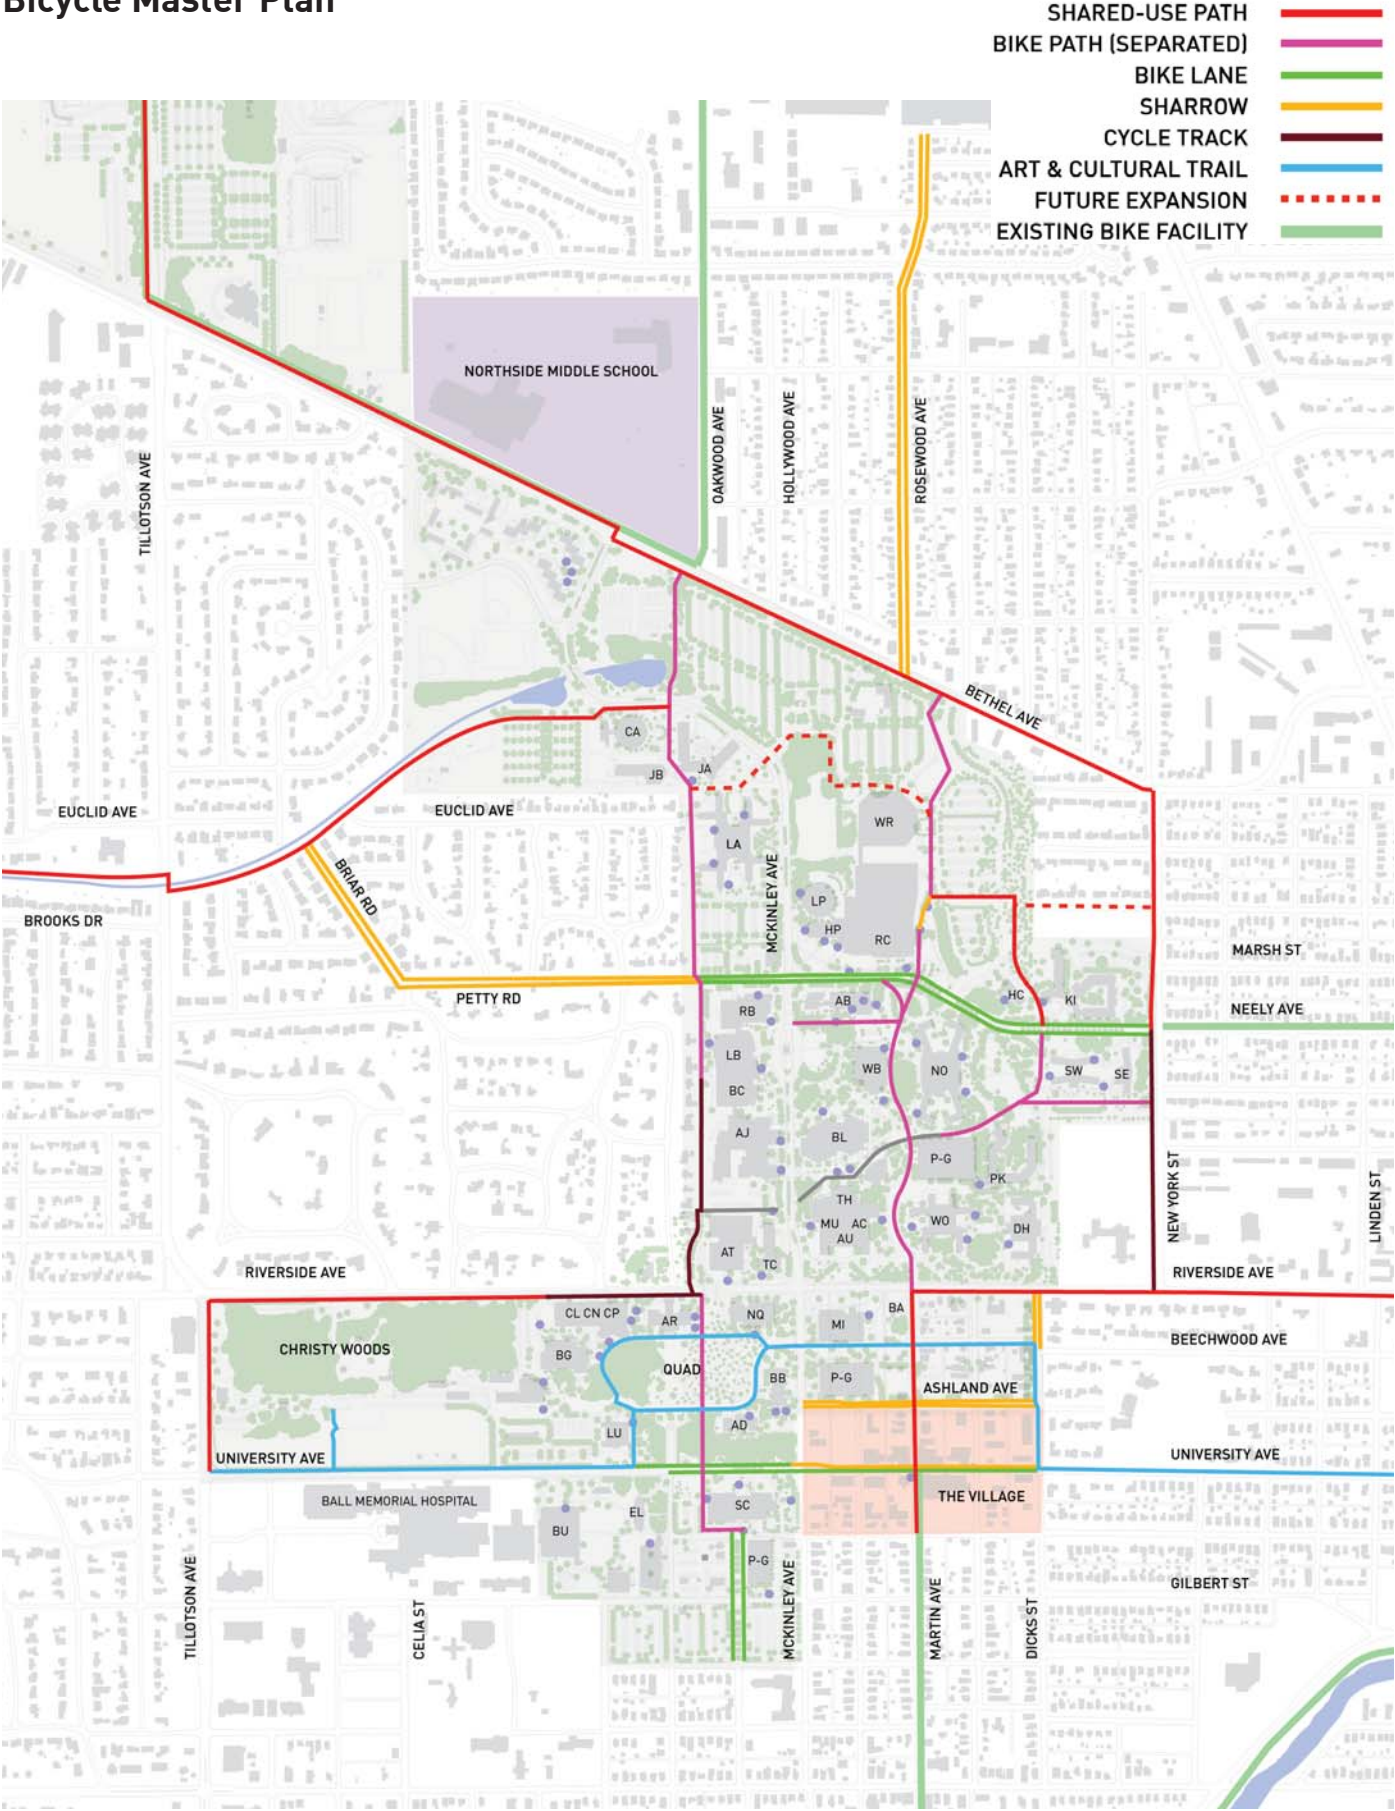 Bicycle Master Plan
SHARED-USE PATH
BIKE PATH (SEPARATED)
BIKE LANE
SHARROW
CYCLE TRACK
ART & CULTURAL TRAIL
FUTURE EXPANSION
EXISTING BIKE FACILITY
NORTHSIDE MIDDLE SCHOOL
TILLOTSON AVE
OAKWOOD AVE
HOLLYWOOD AVE
ROSEWOOD AVE
BETHEL AVE
CA
JB
JA
EUCLID AVE
EUCLID AVE
WR
LA
BRIAR RD
MCKINLEY AVE
LP
HP
RC
BROOKS DR
MARSH ST
PETTY RD
NEELY AVE
RB
AB
HC
KI
LB
BC
WB
NO
SW
SE
AJ
BL
P-G
PK
TH
MU
AC
AU
WO
DH
NEW YORK ST
LINDEN ST
AT
TC
RIVERSIDE AVE
RIVERSIDE AVE
CL CN CP
AR
NQ
MI
BA
BEECHWOOD AVE
CHRISTY WOODS
BG
QUAD
BB
P-G
ASHLAND AVE
LU
AD
UNIVERSITY AVE
UNIVERSITY AVE
BALL MEMORIAL HOSPITAL
THE VILLAGE
SC
EL
BU
P-G
GILBERT ST
TILLOTSON AVE
CELIA ST
MCKINLEY AVE
MARTIN AVE
DICKS ST